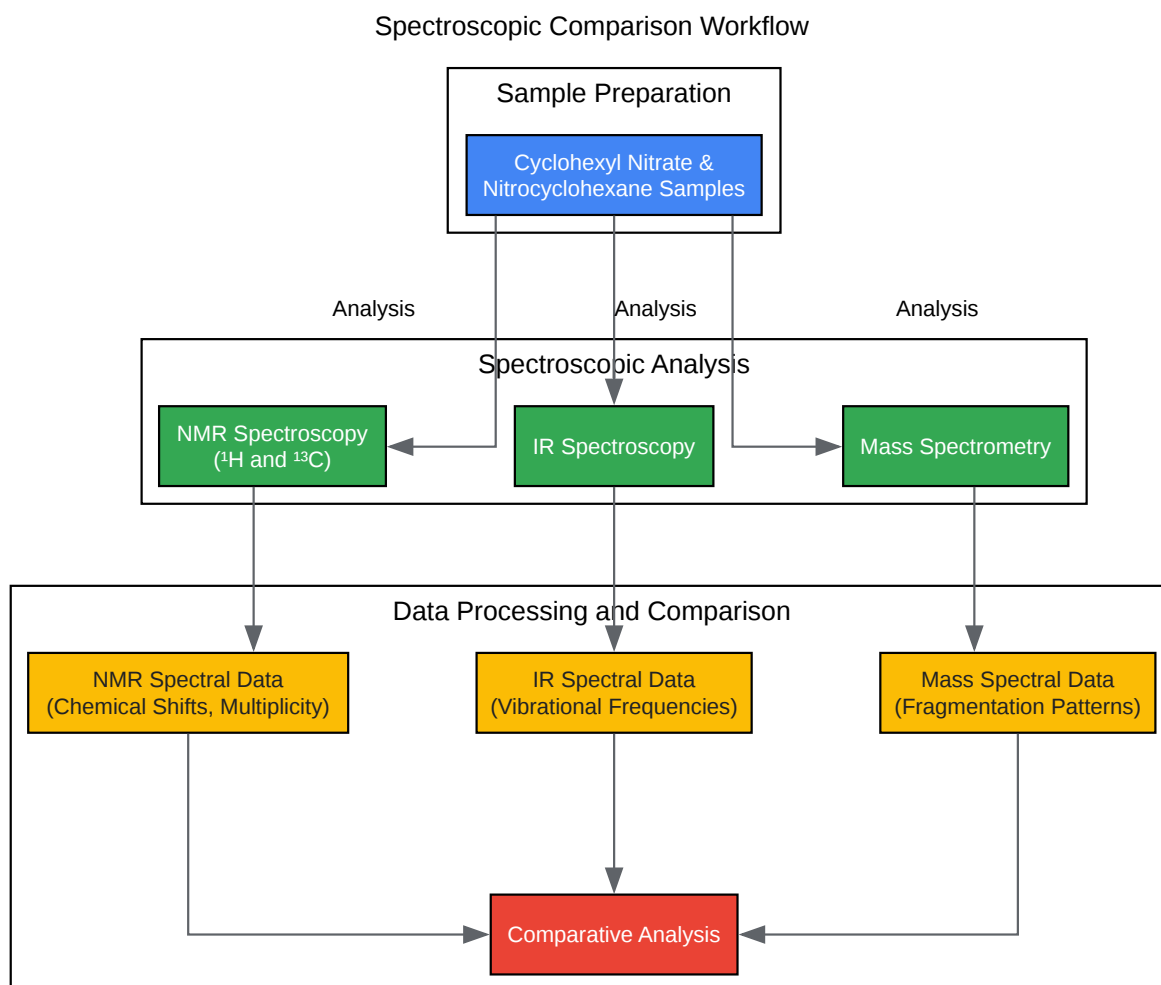 Spectroscopic Comparison Workflow
Sample Preparation
Cyclohexyl Nitrate &
Nitrocyclohexane Samples
Analysis
Analysis
Analysis
Spectroscopic Analysis
NMR Spectroscopy
(¹H and ¹³C)
IR Spectroscopy
Mass Spectrometry
Data Processing and Comparison
NMR Spectral Data
(Chemical Shifts, Multiplicity)
IR Spectral Data
(Vibrational Frequencies)
Mass Spectral Data
(Fragmentation Patterns)
Comparative Analysis